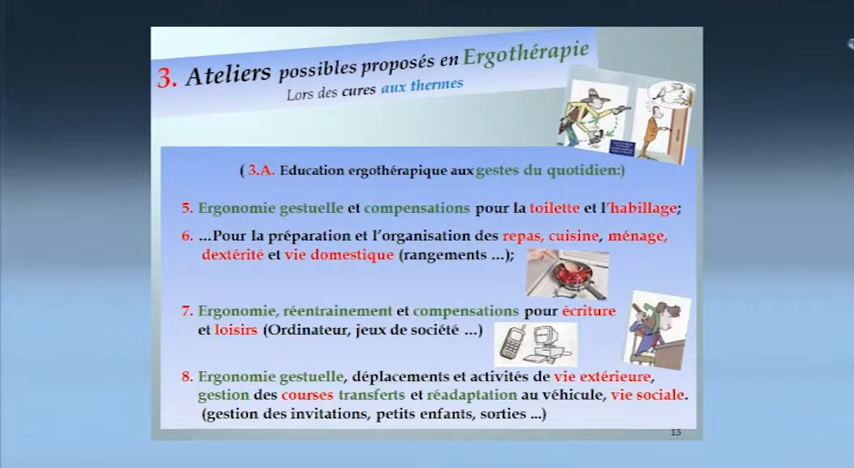 3. Ateliers possibles proposés en Ergothérapie
Lors des cures aux thermes
( 3.A. Education ergothérapique aux gestes du quotidien:)
5. Ergonomie gestuelle et compensations pour la toilette et l'habillage;
6. ...Pour la préparation et l'organisation des repas, cuisine, ménage,
dextérité et vie domestique (rangements ...);
7. Ergonomie, réentrainement et compensations pour écriture
et loisirs (Ordinateur, jeux de société ...)
8. Ergonomie gestuelle, déplacements et activités de vie extérieure,
gestion des courses transferts et réadaptation au véhicule, vie sociale.
(gestion des invitations, petits enfants, sorties ...)
13